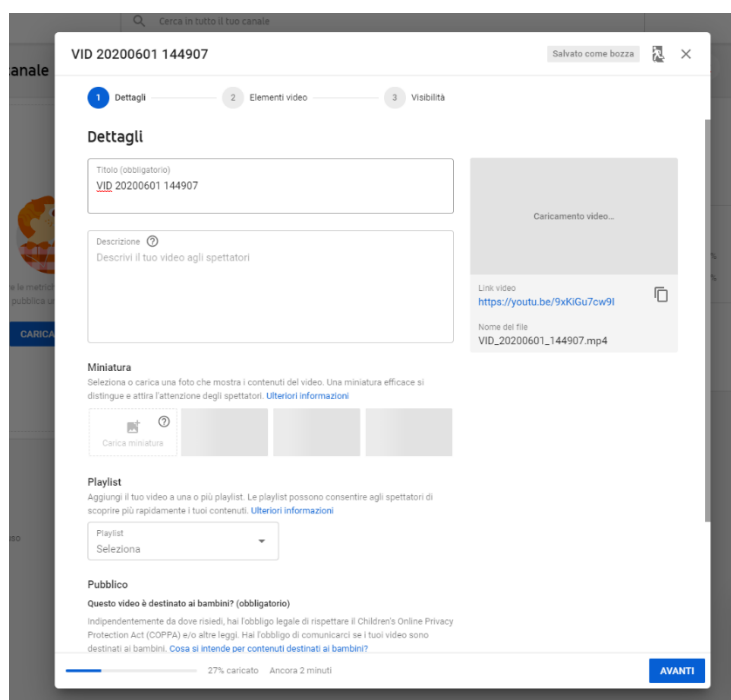 Cerca in tutto il tuo canale
VID 20200601 144907
Salvato come bozza
anale
1 Dettagli
2 Elementi video
3 Visibilità
Dettagli
Titolo (obbligatorio)
VID 20200601 144907
Caricamento video...
Descrizione
Descrivi il tuo video agli spettatori
Link video
https://youtu.be/9xKiGu7cw9I
Nome del file
VID_20200601_144907.mp4
e le metrich
pubblica un
CARICA
Miniatura
Seleziona o carica una foto che mostra i contenuti del video. Una miniatura efficace si
distingue e attira l'attenzione degli spettatori. Ulteriori informazioni
Carica miniatura
Playlist
Aggiungi il tuo video a una o più playlist. Le playlist possono consentire agli spettatori di
scoprire più rapidamente i tuoi contenuti. Ulteriori informazioni
Playlist
Seleziona
uso
Pubblico
Questo video è destinato ai bambini? (obbligatorio)
Indipendentemente da dove risiedi, hai l'obbligo legale di rispettare il Children's Online Privacy
Protection Act (COPPA) e/o altre leggi. Hai l'obbligo di comunicarci se i tuoi video sono
destinati ai bambini. Cosa si intende per contenuti destinati ai bambini?
27% caricato Ancora 2 minuti
AVANTI